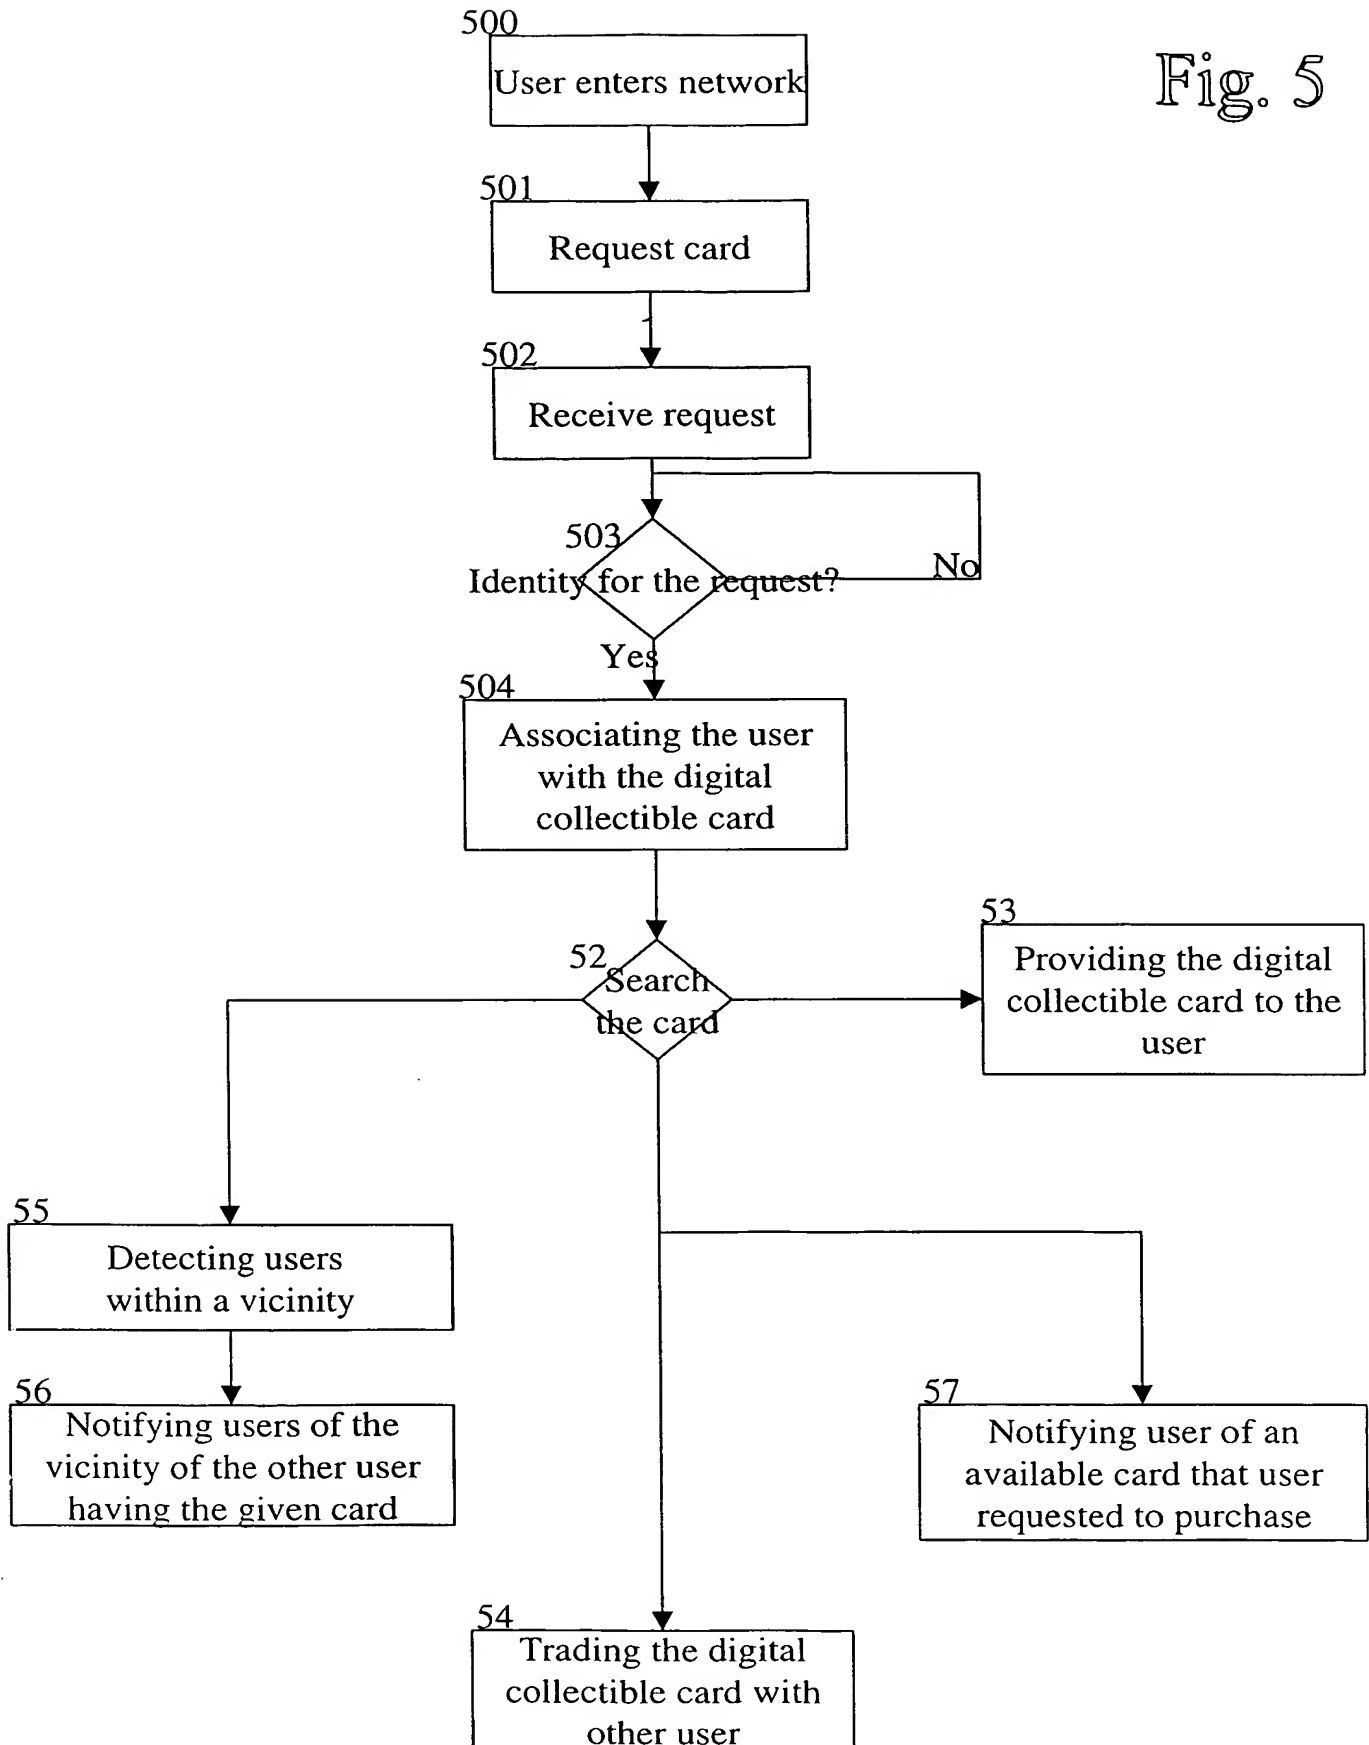 500
User enters network
Fig. 5
501
Request card
502
Receive request
503
Identity for the request?
No
Yes
504
Associating the user
with the digital
collectible card
52
Search
the card
53
Providing the digital
collectible card to the
user
55
Detecting users
within a vicinity
56
Notifying users of the
vicinity of the other user
having the given card
57
Notifying user of an
available card that user
requested to purchase
54
Trading the digital
collectible card with
other user